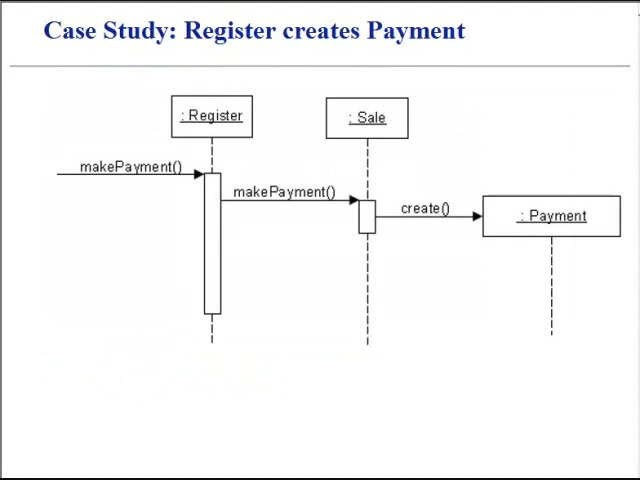 Case Study: Register creates Payment
: Register
: Sale
makePayment()
makePayment()
create()
: Payment